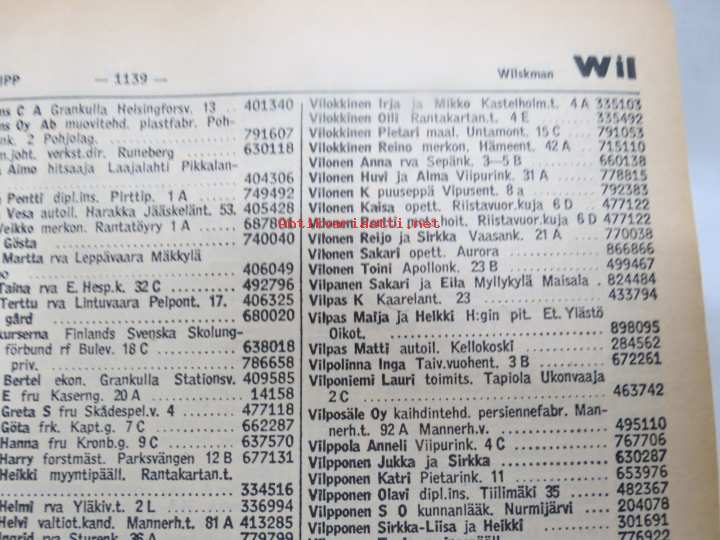 IPP — 1139 — Wilskman Wil
ns C A Grankulla Helsingforsv. 13 .. 401340
ns Oy Ab muovitehd. plastfabr. Poh-
nk. 2 Pohjolag. .................. 791607
n.joht. verkst.dir. Runeberg ...... 630118
Aimo hitsaaja Laajalahti Pikkalan-
................ 404306
Pentti dipl.ins. Pirttip. 1 A ...... 749492
Vesa autoil. Harakka Jääskelänt. 53. 405428
Veikko merkon. Rantatöyry 1 A ....
Gösta ........................ 740040
Martta rva Leppävaara Mäkkylä
oo .......................... 406049
Taina rva E. Hesp.k. 32 C .......... 492796
Terttu rva Lintuvaara Pelpont. 17. 406325
gård ........................ 680020
kurserna Finlands Svenska Skolung-
förbund rf Bulev. 18 C ............ 638018
priv. ............................ 786658
Bertel ekon. Grankulla Stationsv. 409585
E fru Kaserng. 20 A .............. 14158
Greta S fru Skådespel.v. 4 ........ 477118
Göta frk. Kapt.g. 7 C ............ 662287
Hanna fru Kronb.g. 9 C .......... 637570
Harry forstmäst. Parksvängen 12 B 677131
Heikki myyntipääll. Rantakartan.t.
.............................. 334516
Helmi rva Yläkiv.t. 2 L .......... 336994
Helvi valtiot.kand. Mannerh.t. 81 A 413285
Ingrid rva Sturenk. 36 A .......... 779799
Vilokkinen Irja ja Mikko Kastelholm.t. 4 A 335103
Vilokkinen Olli Rantakartan.t. 4 E ...... 335492
Vilokkinen Pietari maal. Untamont. 15 C .. 791053
Vilokkinen Reino merkon. Hämeent. 42 A .. 715110
Vilonen Anna rva Sepänk. 3—5 B ........ 660138
Vilonen Huvi ja Alma Viipurink. 31 A .... 778815
Vilonen K puuseppä Vipusent. 8 a ........ 792383
Vilonen Kaisa opett. Riistavuor.kuja 6 D .. 477122
Vilonen Pentti puutarhoit. Riistavuor.kuja 6 D 477122
Vilonen Reijo ja Sirkka Vaasank. 21 A .... 770038
Vilonen Sakari opett. Aurora ............ 866866
Vilonen Toini Apollonk. 23 B ............ 499467
Vilpanen Sakari ja Eila Myllykylä Maisala . 824484
Vilpas K Kaarelant. 23 ................ 433794
Vilpas Maija ja Heikki H:gin pit. Et. Ylästö
Oikot. ............................ 898095
Vilpas Matti autoil. Kellokoski .......... 284562
Vilpolinna Inga Taiv.vuohent. 3 B ........ 672261
Vilponiemi Lauri toimits. Tapiola Ukonvaaja
2 C .............................. 463742
Vilposäle Oy kaihdintehd. persiennefabr. Man-
nerh.t. 92 A Mannerh.v. ............ 495110
Vilppola Anneli Viipurink. 4 C .......... 767706
Vilpponen Jukka ja Sirkka .............. 630287
Vilpponen Katri Pietarink. 11 .......... 653976
Vilpponen Olavi dipl.ins. Tiilimäki 35 .... 482367
Vilpponen S O kunnanlääk. Nurmijärvi .... 204078
Vilpponen Sirkka-Liisa ja Heikki ........ 301691
776922